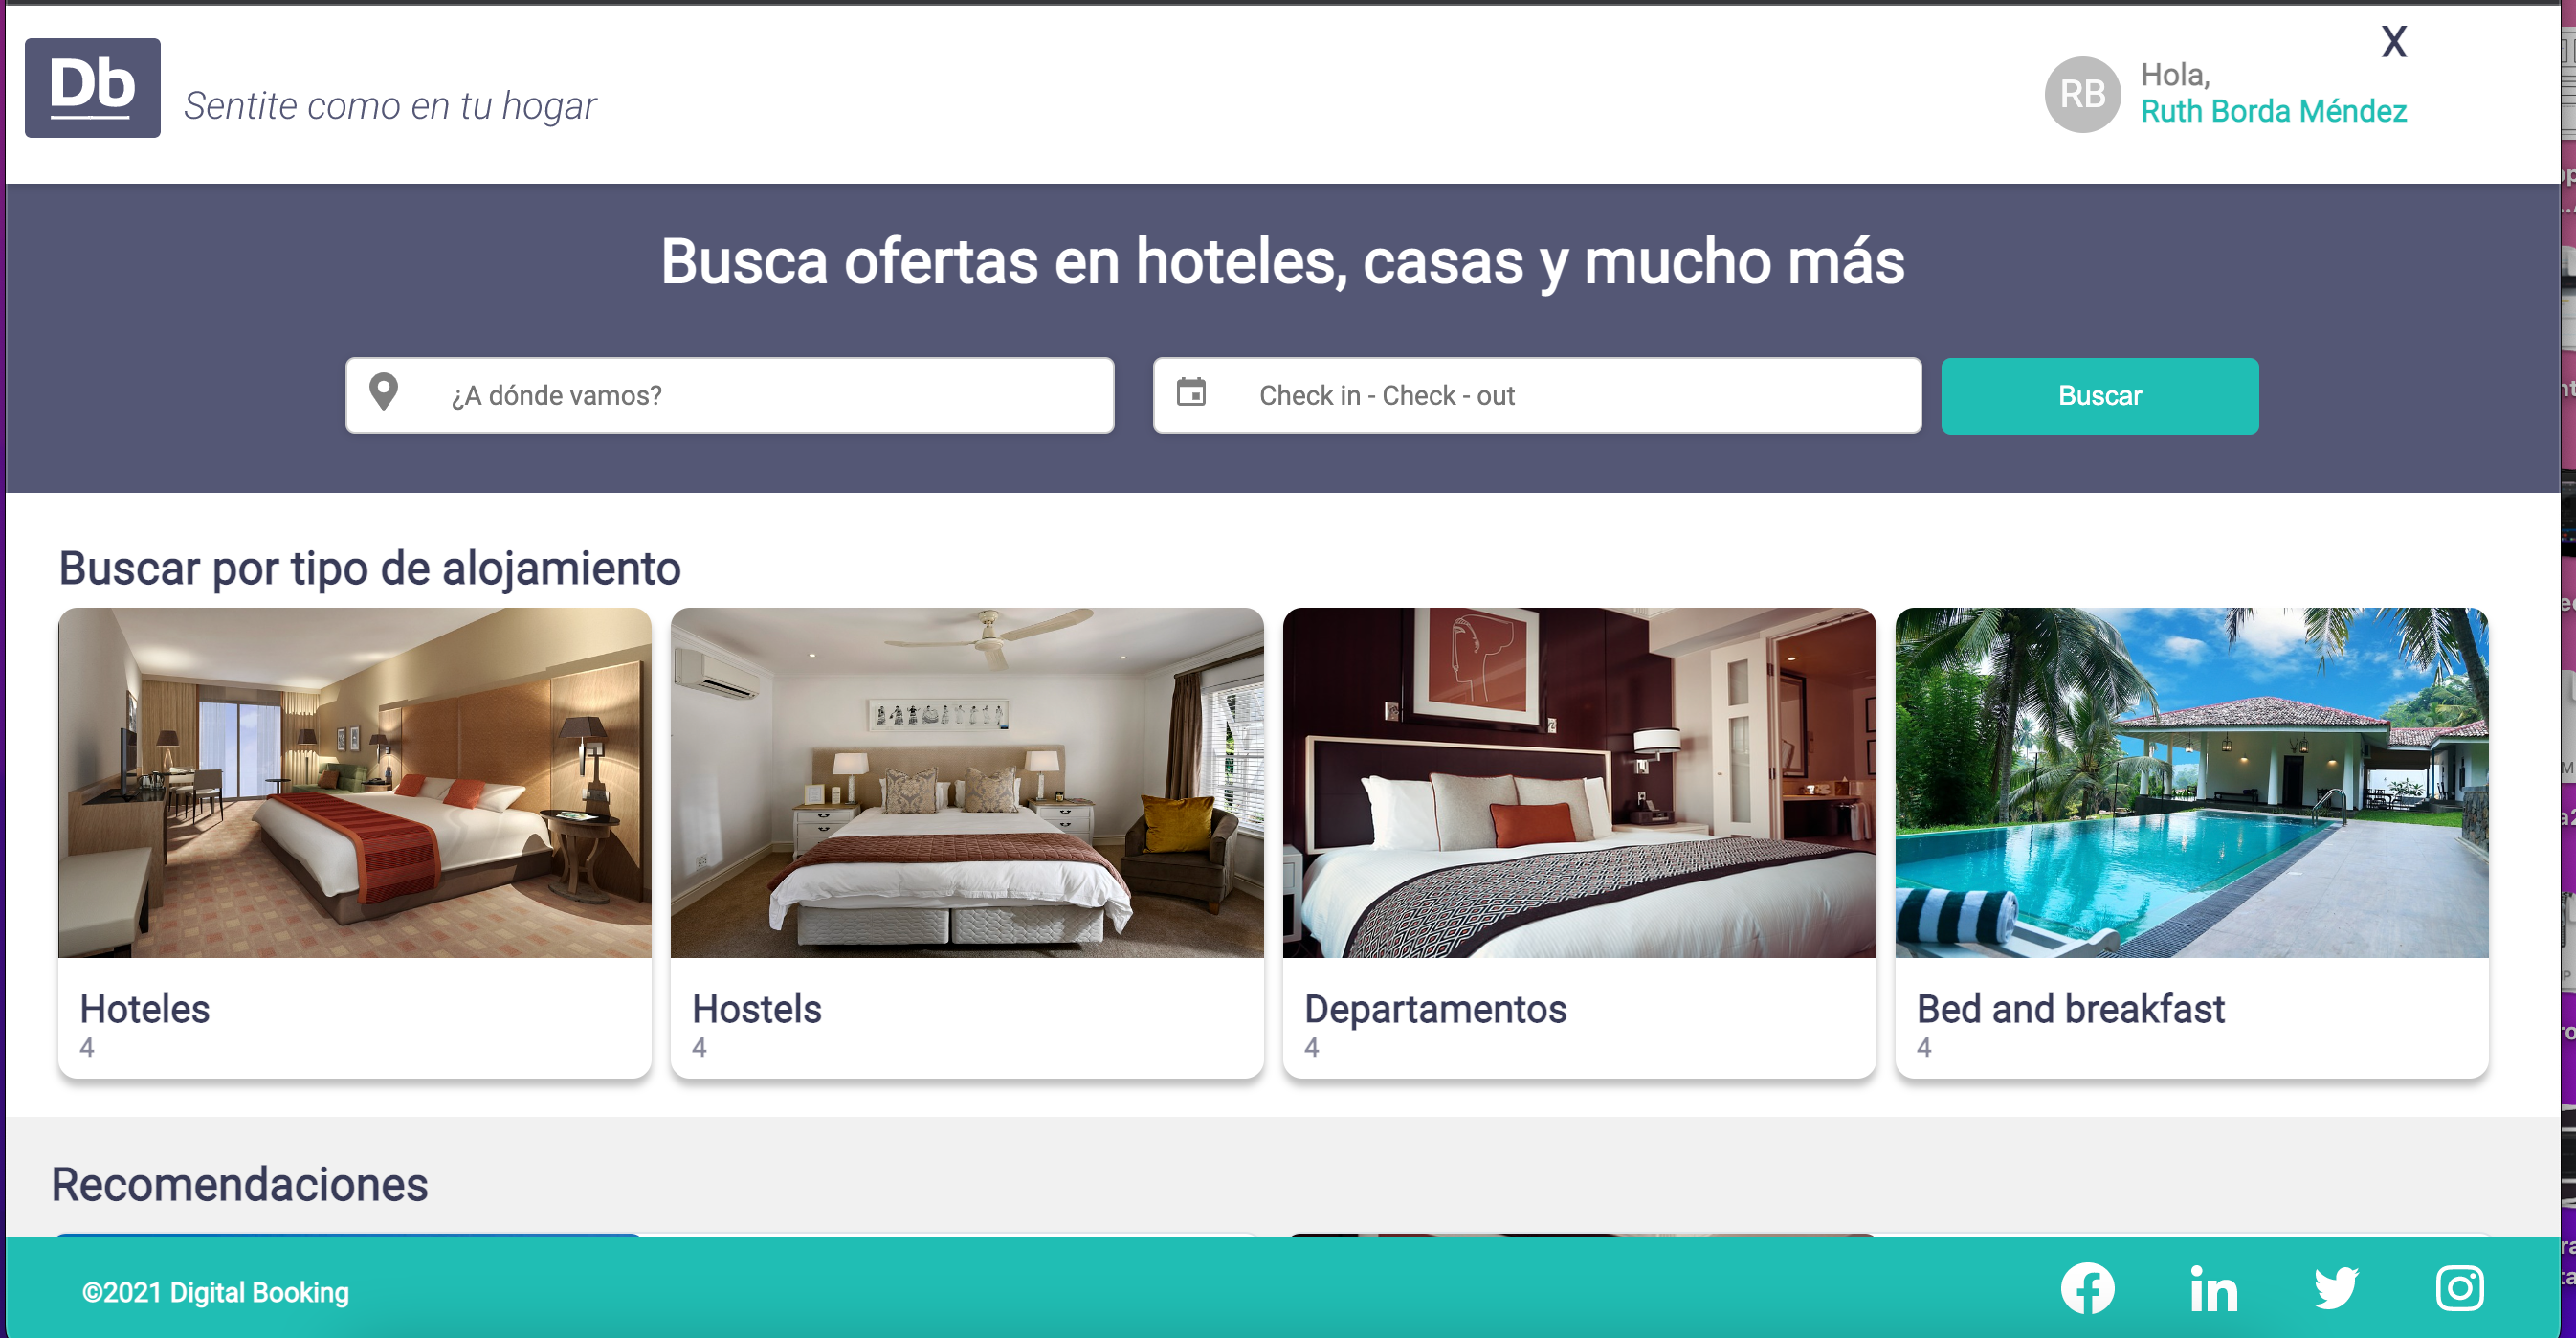 Db
Sentite como en tu hogar
X
RB
Hola,
Ruth Borda Méndez
Busca ofertas en hoteles, casas y mucho más
¿A dónde vamos?
Check in - Check - out
Buscar
Buscar por tipo de alojamiento
Hoteles
4
Hostels
4
Departamentos
4
Bed and breakfast
4
Recomendaciones
©2021 Digital Booking